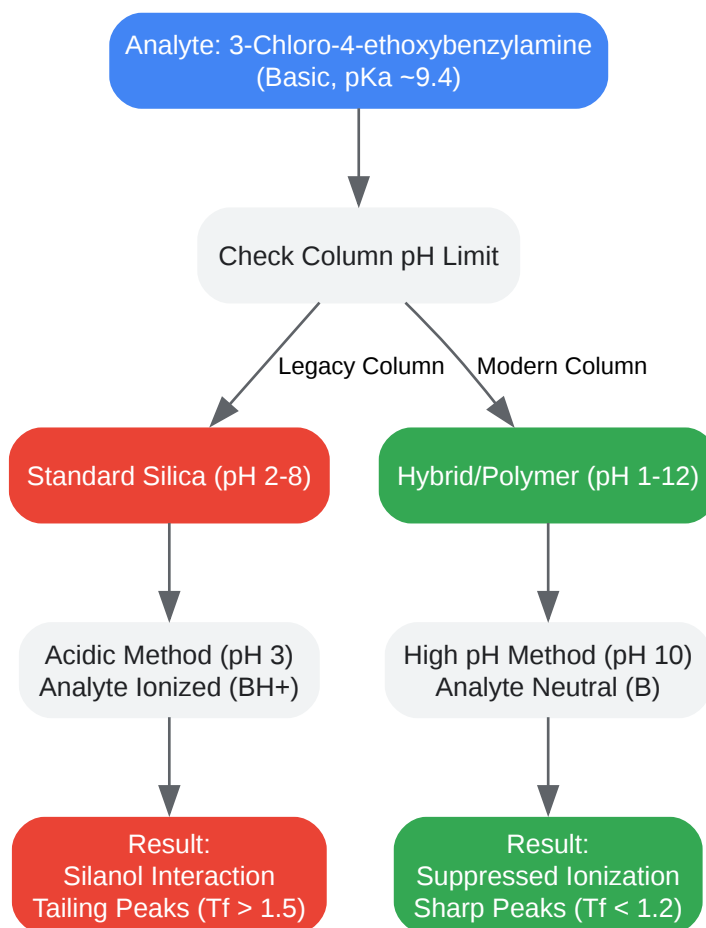 Analyte: 3-Chloro-4-ethoxybenzylamine
(Basic, pKa ~9.4)
Check Column pH Limit
Legacy Column
Modern Column
Standard Silica (pH 2-8)
Hybrid/Polymer (pH 1-12)
Acidic Method (pH 3)
Analyte Ionized (BH+)
High pH Method (pH 10)
Analyte Neutral (B)
Result:
Silanol Interaction
Tailing Peaks (Tf > 1.5)
Result:
Suppressed Ionization
Sharp Peaks (Tf < 1.2)